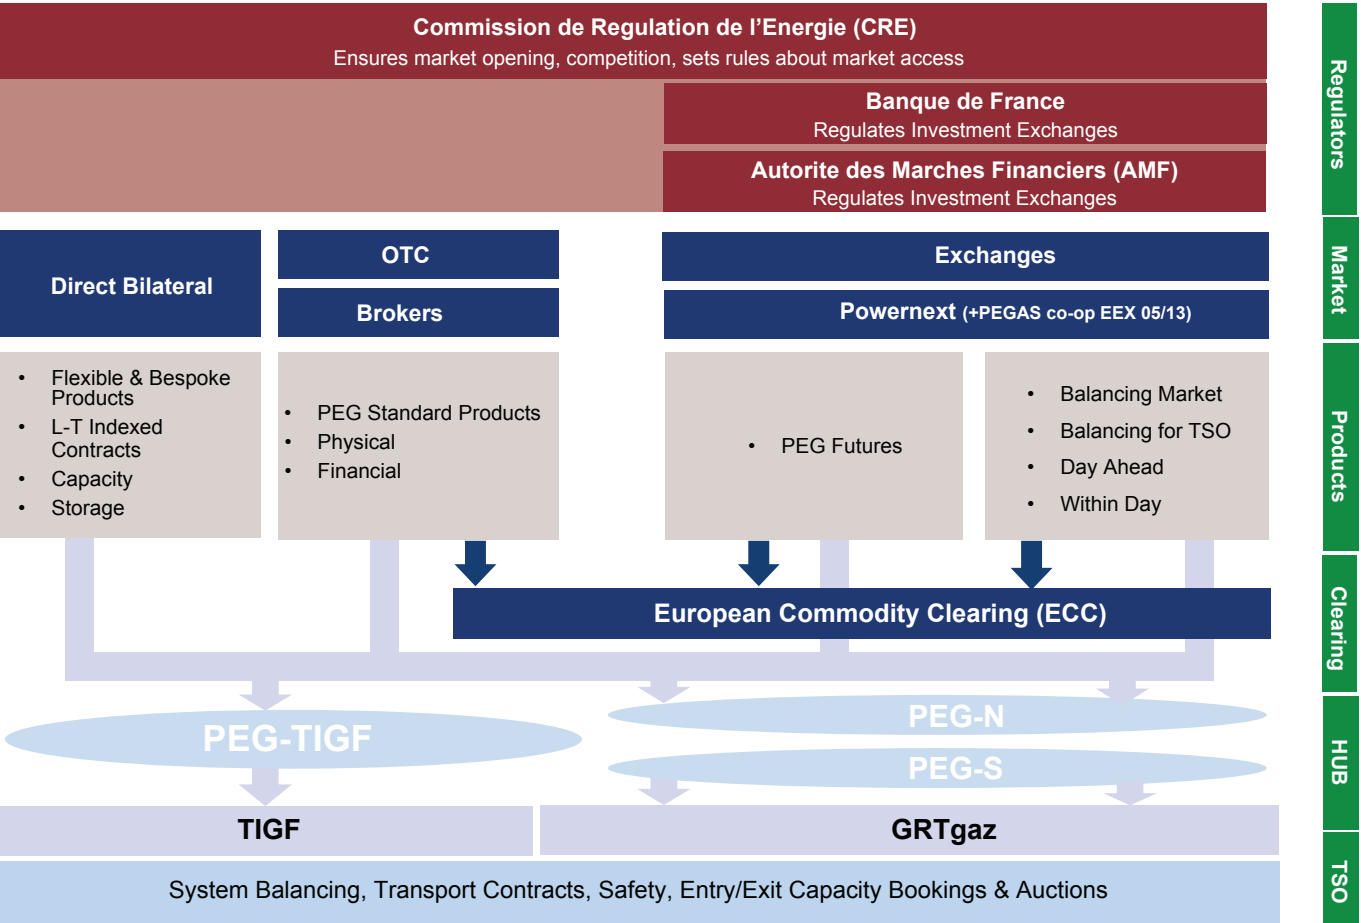 Commission de Regulation de l’Energie (CRE)
Ensures market opening, competition, sets rules about market access
Banque de France
Regulates Investment Exchanges
Autorite des Marches Financiers (AMF)
Regulates Investment Exchanges
Regulators
Direct Bilateral
OTC
Brokers
Exchanges
Powernext (+PEGAS co-op EEX 05/13)
Market
• Flexible & Bespoke
Products
• L-T Indexed
Contracts
• Capacity
• Storage
• PEG Standard Products
• Physical
• Financial
• PEG Futures
• Balancing Market
• Balancing for TSO
• Day Ahead
• Within Day
Products
European Commodity Clearing (ECC)
Clearing
PEG-TIGF
PEG-N
PEG-S
HUB
TIGF
GRTgaz
System Balancing, Transport Contracts, Safety, Entry/Exit Capacity Bookings & Auctions
TSO